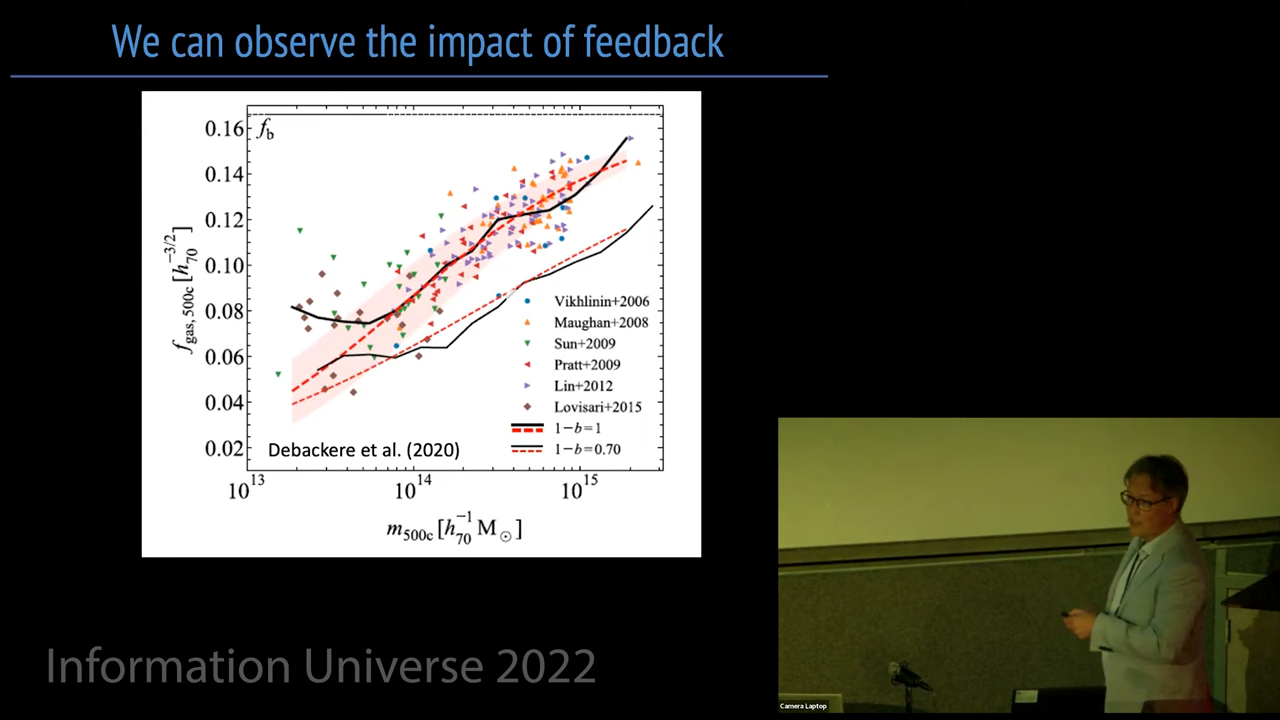 We can observe the impact of feedback
0.16
0.14
0.12
0.10
0.08
0.06
0.04
0.02
f_b
f_gas, 500c [h_70^−3/2]
Vikhlinin+2006
Maughan+2008
Sun+2009
Pratt+2009
Lin+2012
Lovisari+2015
1−b=1
1−b=0.70
Debackere et al. (2020)
10^13
10^14
10^15
m_500c [h_70^−1 M_⊙]
Information Universe 2022
Camera Laptop